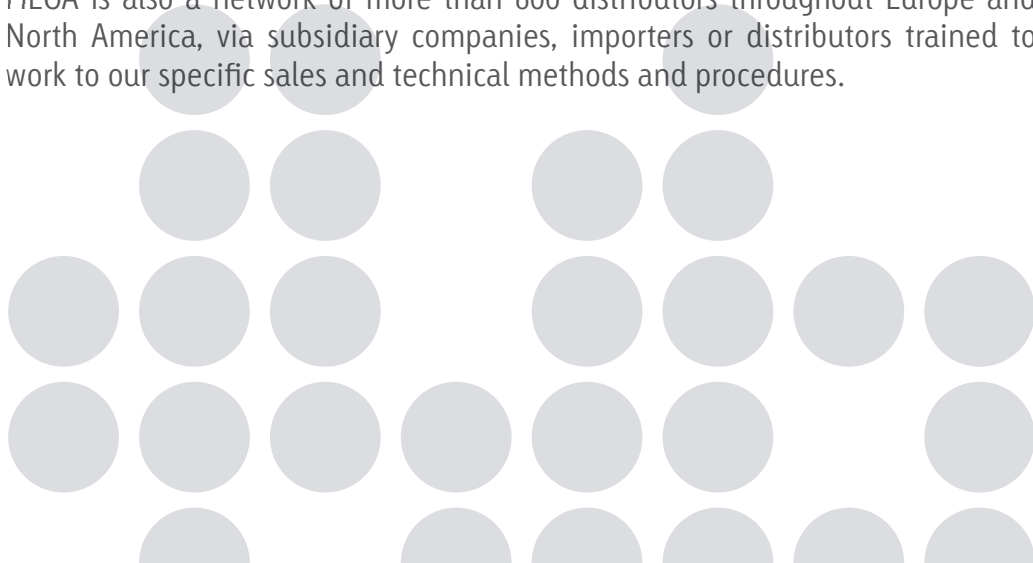 is also a network of more than 800 distributors throughout Europe and
North America, via subsidiary companies, importers or distributors trained to
work to our specific sales and technical methods and procedures.